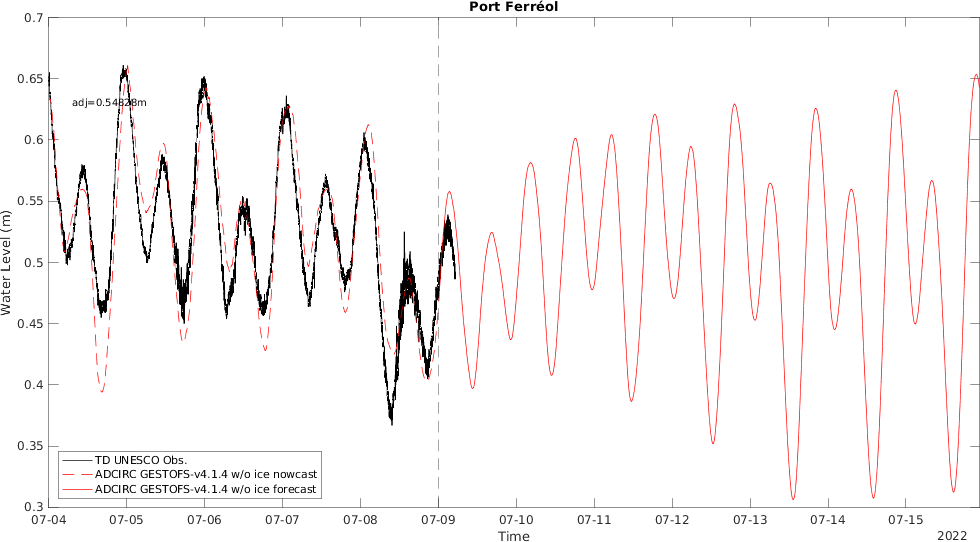 Port Ferréol
0.7
0.65
0.6
0.55
0.5
0.45
0.4
0.35
0.3
Water Level (m)
adj=0.54828m
TD UNESCO Obs.
ADCIRC GESTOFS-v4.1.4 w/o ice nowcast
ADCIRC GESTOFS-v4.1.4 w/o ice forecast
07-04 07-05 07-06 07-07 07-08 07-09 07-10 07-11 07-12 07-13 07-14 07-15
Time
2022